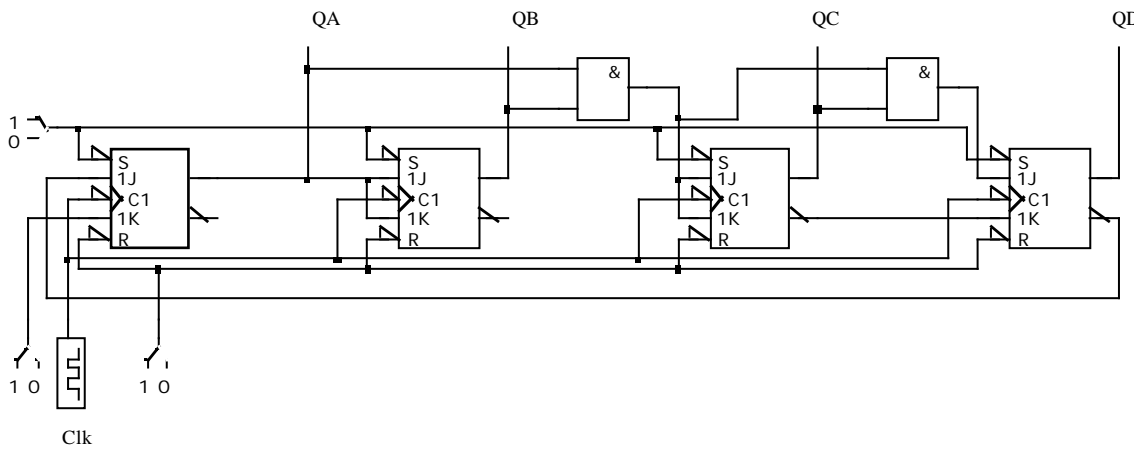 QA QB QC QD
& &
1
0
S S S S
1J 1J 1J 1J
C1 C1 C1 C1
1K 1K 1K 1K
R R R R
1 0 1 0
Clk